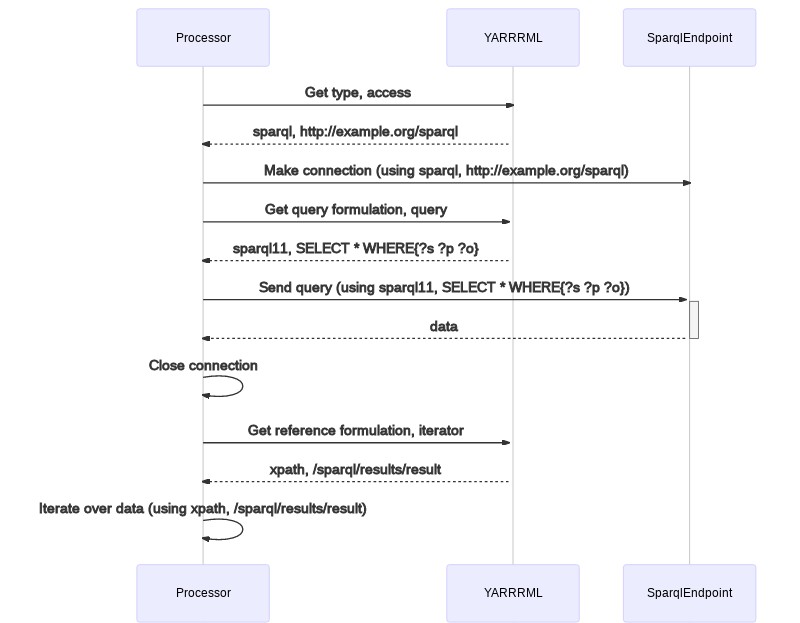 Processor
YARRRML
SparqlEndpoint
Get type, access
sparql, http://example.org/sparql
Make connection (using sparql, http://example.org/sparql)
Get query formulation, query
sparql11, SELECT * WHERE{?s ?p ?o}
Send query (using sparql11, SELECT * WHERE{?s ?p ?o})
data
Close connection
Get reference formulation, iterator
xpath, /sparql/results/result
Iterate over data (using xpath, /sparql/results/result)
Processor
YARRRML
SparqlEndpoint